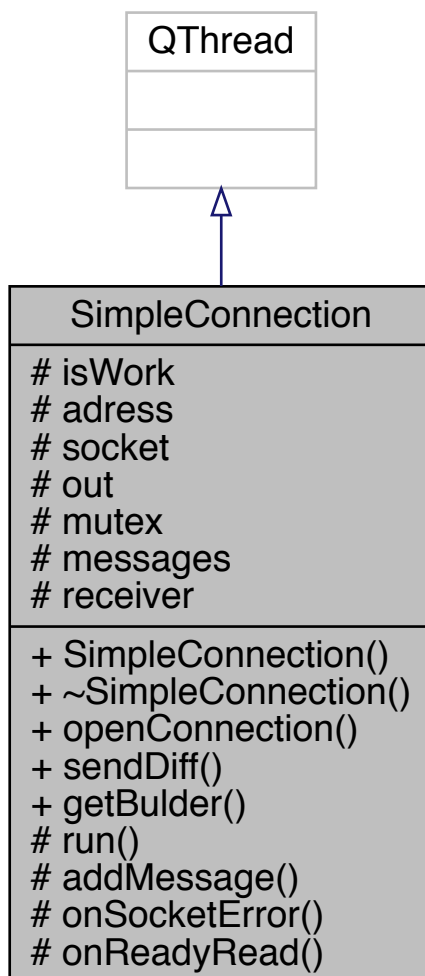 QThread
SimpleConnection
# isWork
# adress
# socket
# out
# mutex
# messages
# receiver
+ SimpleConnection()
+ ~SimpleConnection()
+ openConnection()
+ sendDiff()
+ getBulder()
# run()
# addMessage()
# onSocketError()
# onReadyRead()